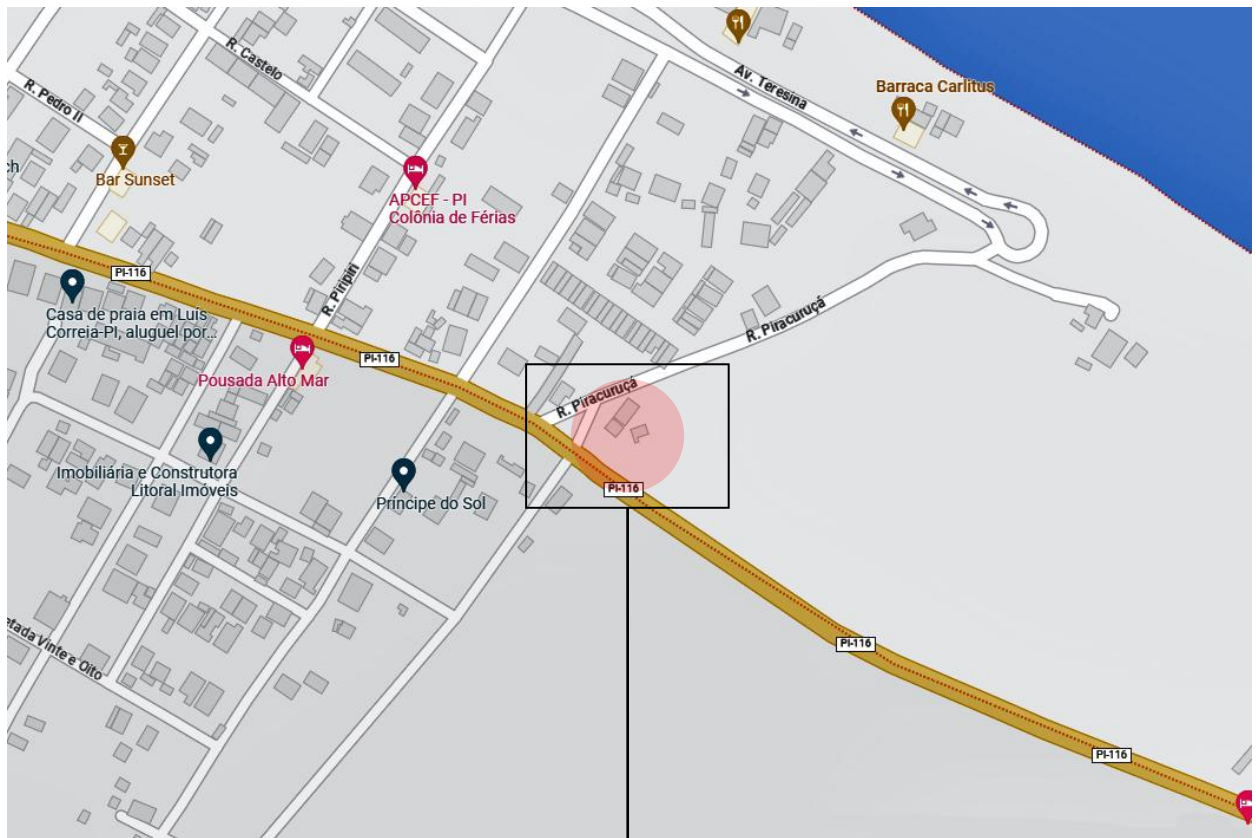 R. Castelo
Av. Teresina
Barraca Carlitus
R. Pedro II
ch
Bar Sunset
APCEF - PI
Colônia de Férias
PI-116
R. Piripiri
Casa de praia em Luis
Correia-PI, aluguel por...
R. Piracuruçá
PI-116
Pousada Alto Mar
R. Piracuruçá
Imobiliária e Construtora
Litoral Imóveis
Príncipe do Sol
PI-116
etada Vinte e Oito
PI-116
PI-116